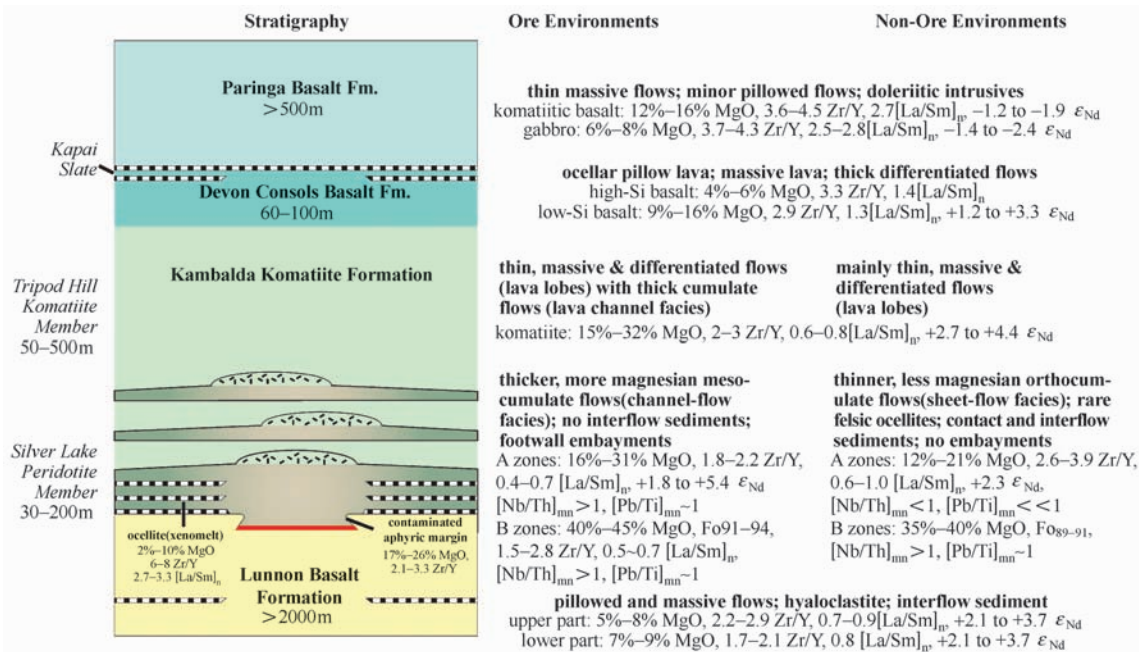 Stratigraphy
Ore Environments
Non-Ore Environments
Paringa Basalt Fm.
>500m
Kapai
Slate
Devon Consols Basalt Fm.
60–100m
Kambalda Komatiite Formation
Tripod Hill
Komatiite
Member
50–500m
Silver Lake
Peridotite
Member
30–200m
ocellite(xenomelt)
2%–10% MgO
6–8 Zr/Y
2.7–3.3 [La/Sm]n
contaminated
aphyric margin
17%–26% MgO,
2.1–3.3 Zr/Y
Lunnon Basalt
Formation
>2000m
thin massive flows; minor pillowed flows; doleriitic intrusives
komatiitic basalt: 12%–16% MgO, 3.6–4.5 Zr/Y, 2.7[La/Sm]n, −1.2 to −1.9 εNd
gabbro: 6%–8% MgO, 3.7–4.3 Zr/Y, 2.5–2.8[La/Sm]n, −1.4 to −2.4 εNd
ocellar pillow lava; massive lava; thick differentiated flows
high-Si basalt: 4%–6% MgO, 3.3 Zr/Y, 1.4[La/Sm]n
low-Si basalt: 9%–16% MgO, 2.9 Zr/Y, 1.3[La/Sm]n, +1.2 to +3.3 εNd
thin, massive & differentiated flows
(lava lobes) with thick cumulate
flows (lava channel facies)
mainly thin, massive &
differentiated flows
(lava lobes)
komatiite: 15%–32% MgO, 2–3 Zr/Y, 0.6–0.8[La/Sm]n, +2.7 to +4.4 εNd
thicker, more magnesian meso-
cumulate flows(channel-flow
facies); no interflow sediments;
footwall embayments
A zones: 16%–31% MgO, 1.8–2.2 Zr/Y,
0.4–0.7 [La/Sm]n, +1.8 to +5.4 εNd
[Nb/Th]mn>1, [Pb/Ti]mn~1
B zones: 40%–45% MgO, Fo91–94,
1.5–2.8 Zr/Y, 0.5~0.7 [La/Sm]n,
[Nb/Th]mn>1, [Pb/Ti]mn~1
thinner, less magnesian orthocum-
ulate flows(sheet-flow facies); rare
felsic ocellites; contact and interflow
sediments; no embayments
A zones: 12%–21% MgO, 2.6–3.9 Zr/Y,
0.6–1.0 [La/Sm]n, +2.3 εNd,
[Nb/Th]mn<1, [Pb/Ti]mn<<1
B zones: 35%–40% MgO, Fo89–91,
[Nb/Th]mn>1, [Pb/Ti]mn~1
pillowed and massive flows; hyaloclastite; interflow sediment
upper part: 5%–8% MgO, 2.2–2.9 Zr/Y, 0.7–0.9[La/Sm]n, +2.1 to +3.7 εNd
lower part: 7%–9% MgO, 1.7–2.1 Zr/Y, 0.8 [La/Sm]n, +2.1 to +3.7 εNd